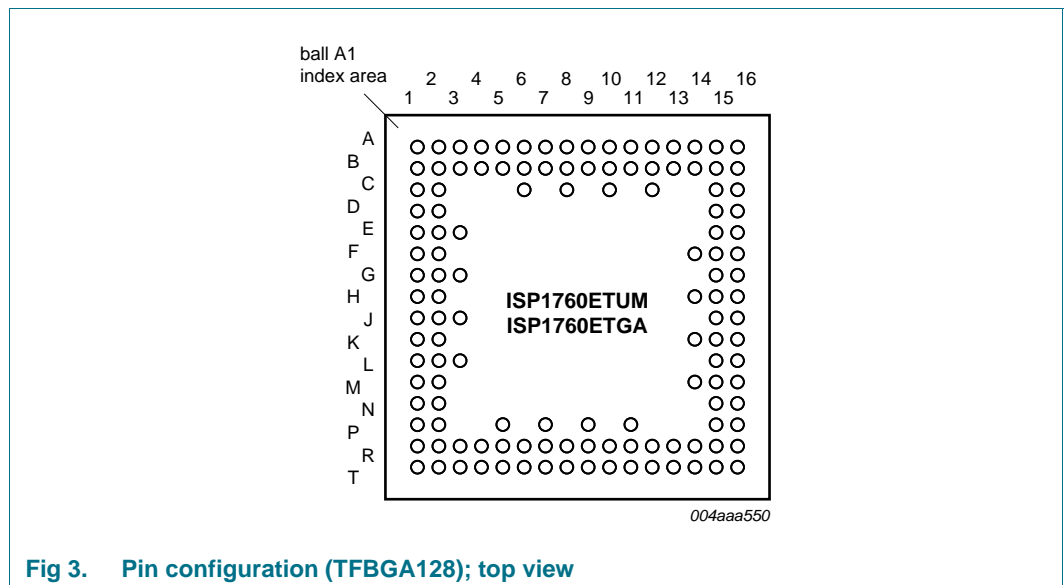 ball A1
index area
2 4 6 8 10 12 14 16
1 3 5 7 9 11 13 15
A
B
C
D
E
F
G
H
J
K
L
M
N
P
R
T
ISP1760ETUM
ISP1760ETGA
004aaa550
Fig 3. Pin configuration (TFBGA128); top view